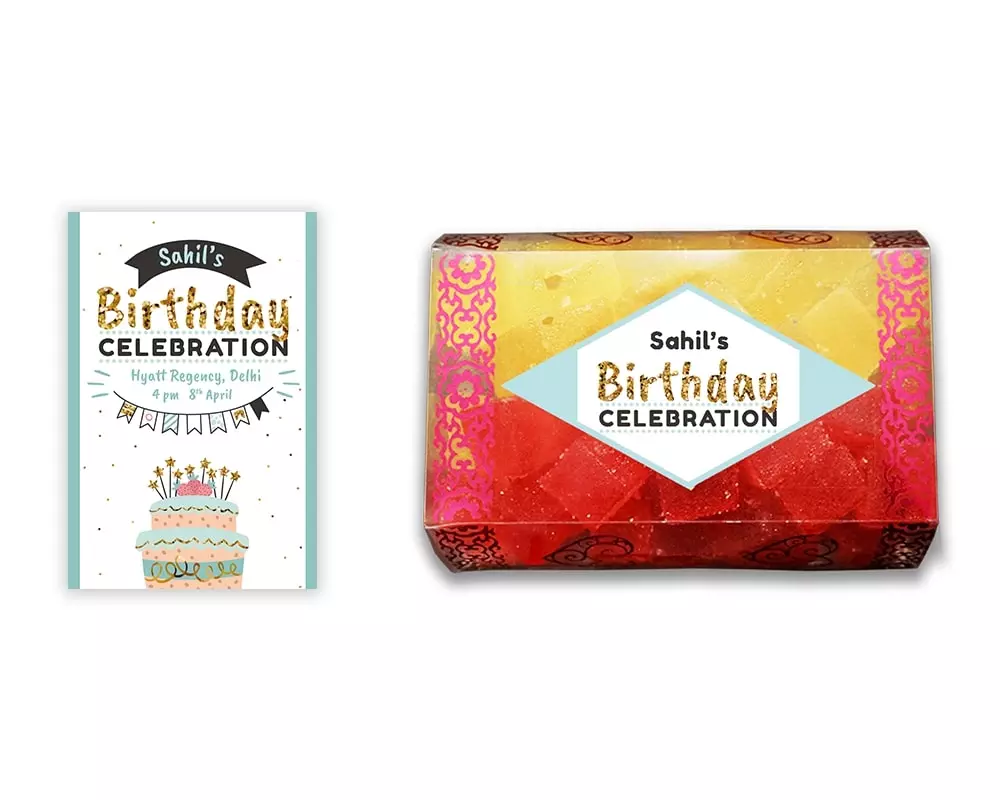 Sahil's
Birthday
CELEBRATION
Hyatt Regency, Delhi
4 pm 8th April
Sahil's
Birthday
CELEBRATION